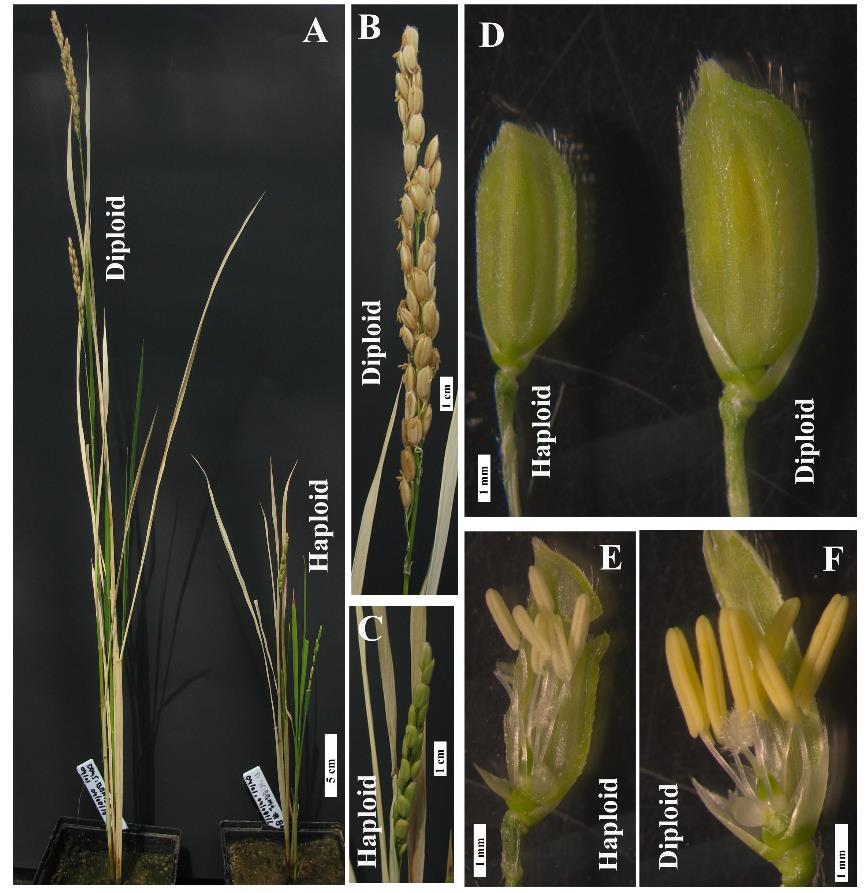 A
Diploid
Haploid
5 cm
B
Diploid
1 cm
C
Haploid
1 cm
D
Haploid
Diploid
1 mm
E
Haploid
1 mm
F
Diploid
1 mm